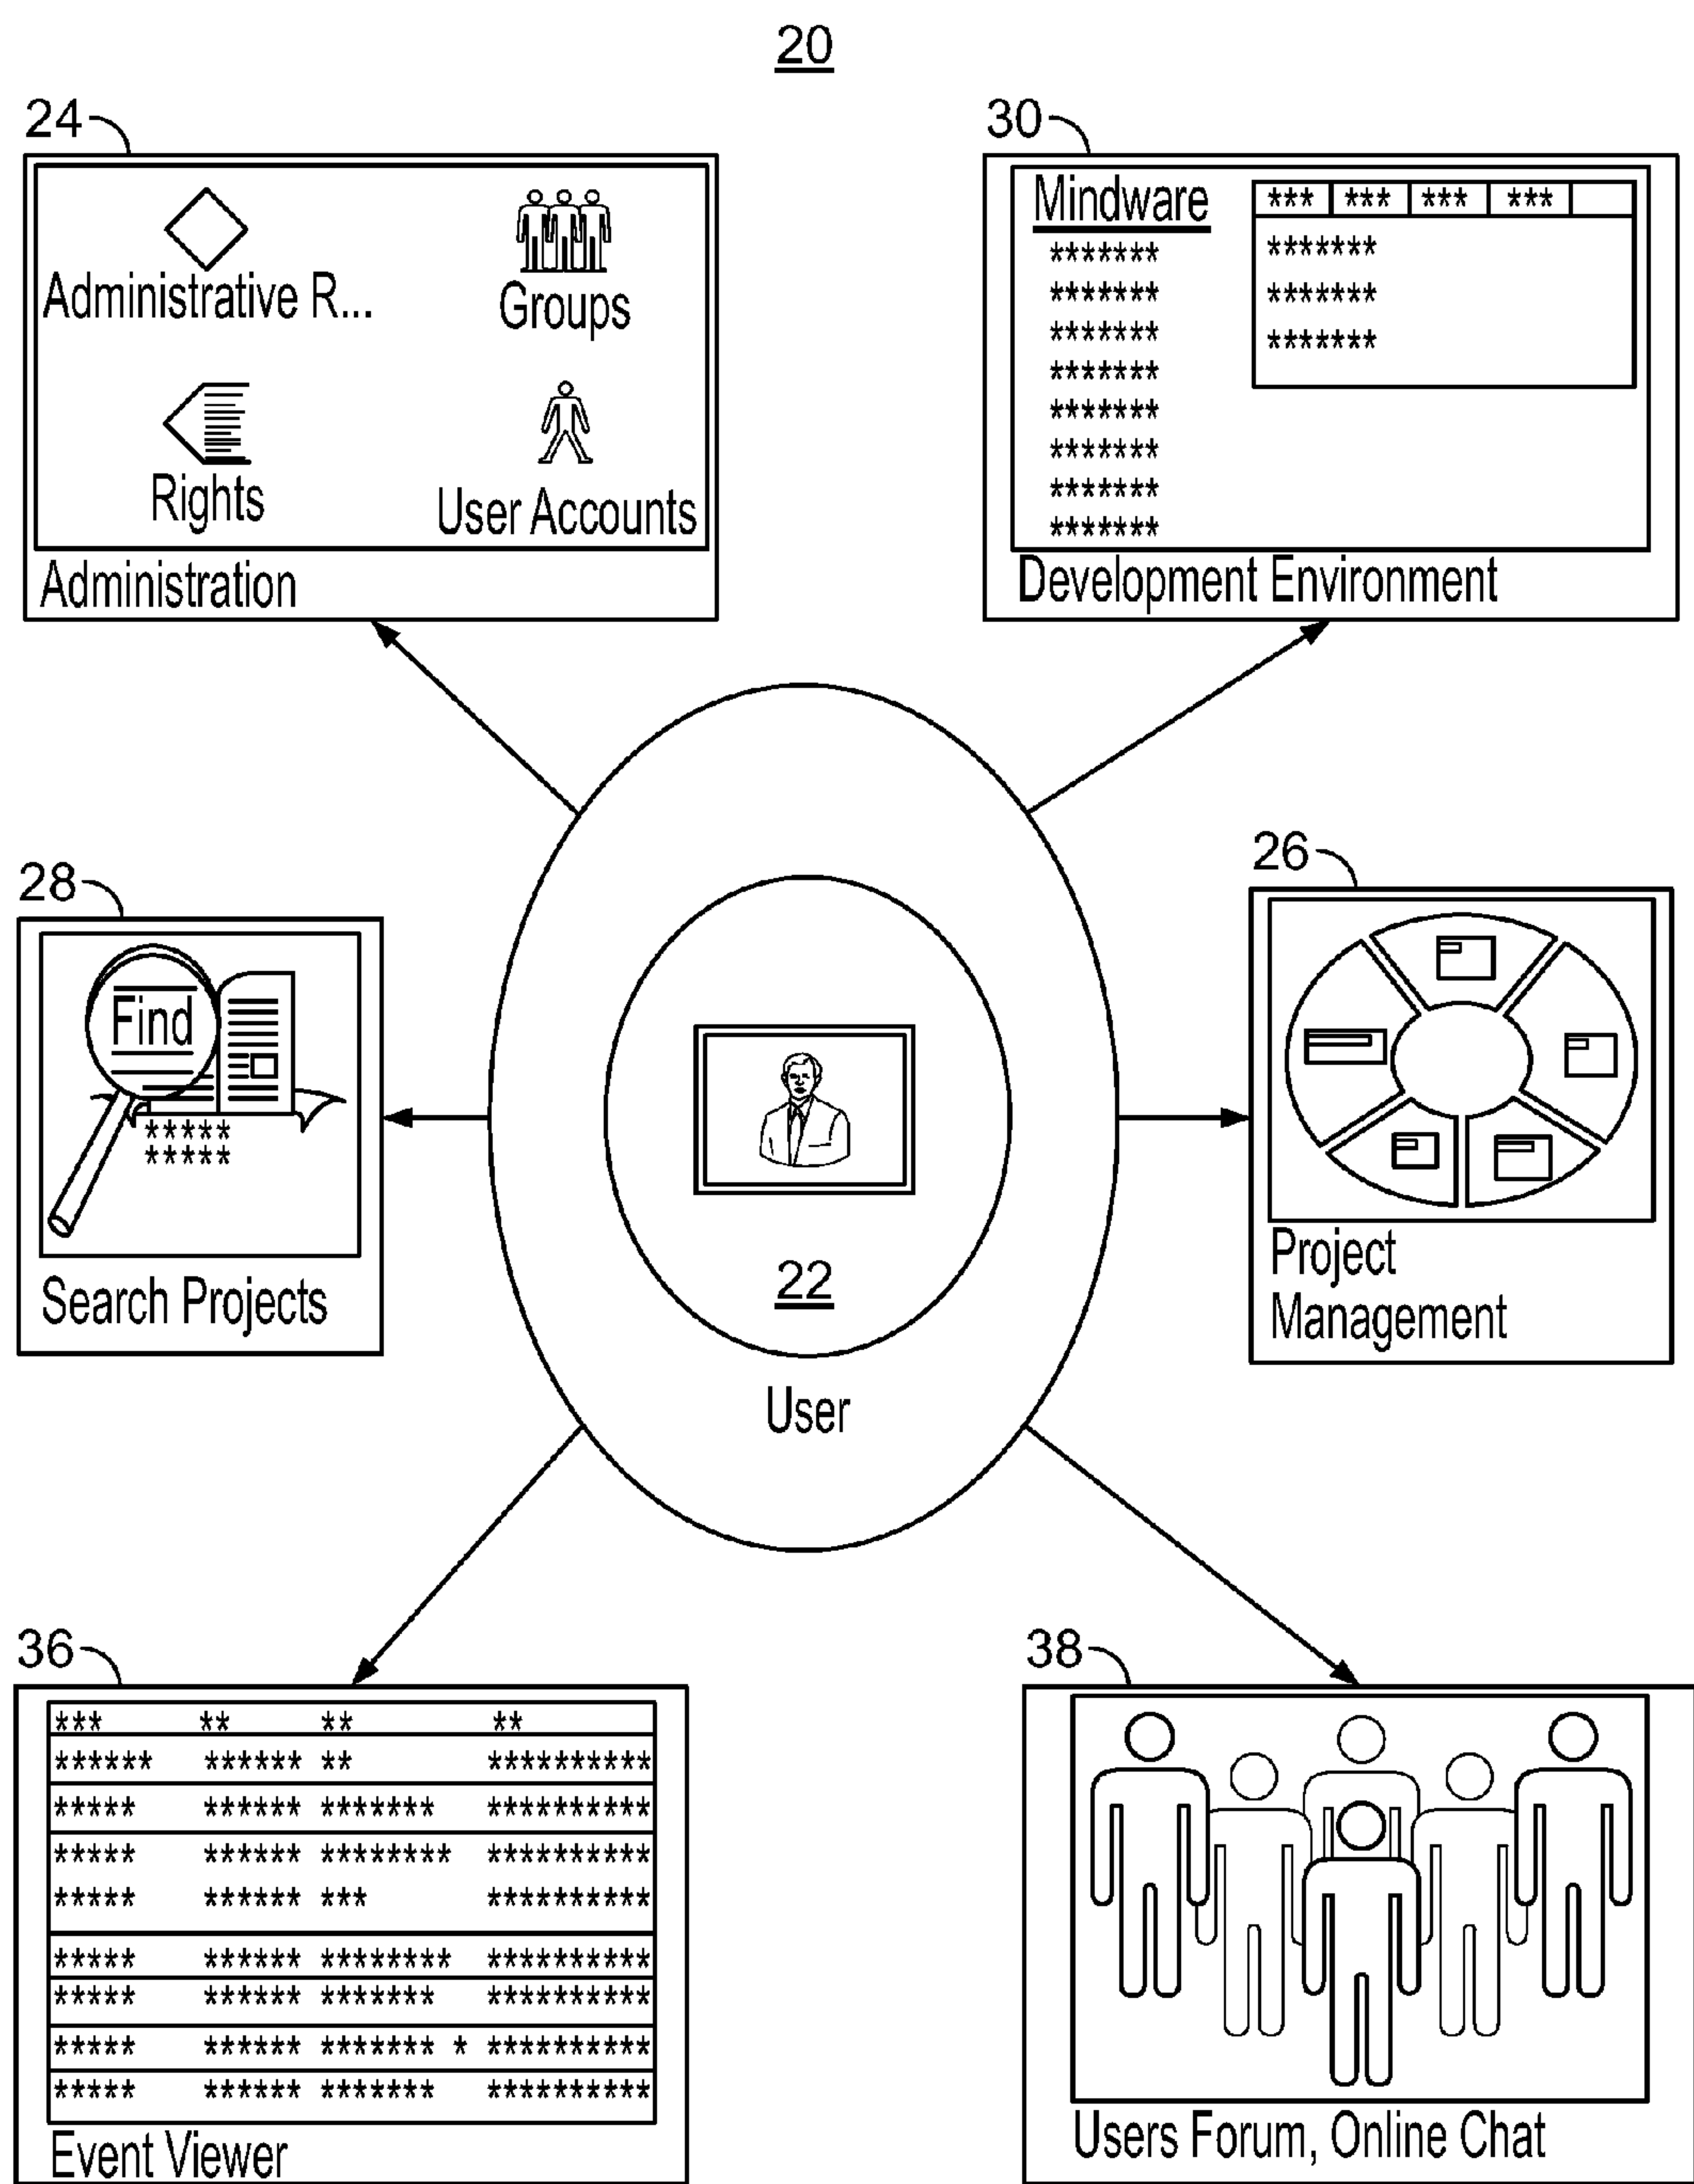 20
24
Administrative R...
Groups
Rights
User Accounts
Administration
30
Mindware
*** *** *** ***
*******
*******
*******
*******
*******
*******
*******
*******
*******
*******
*******
Development Environment
28
Find
*****
*****
Search Projects
22
User
26
Project
Management
36
*** ** ** **
****** ****** ** **********
***** ****** ******* **********
***** ****** ******** **********
***** ****** *** **********
***** ****** ******** **********
***** ****** ******* **********
***** ****** ******* * **********
***** ****** ******* **********
Event Viewer
38
Users Forum, Online Chat